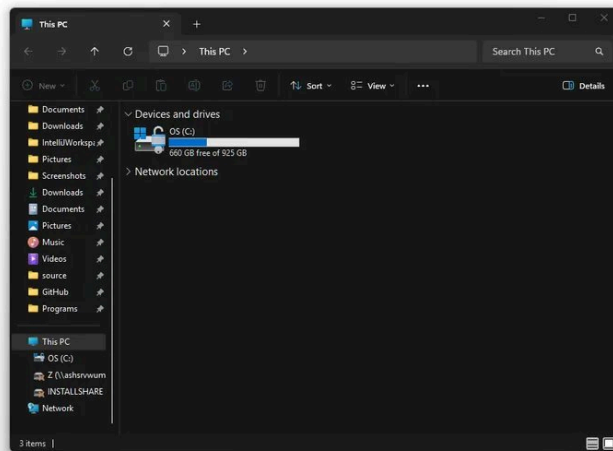 This PC
This PC
Search This PC
New
Sort
View
Details
Documents
Downloads
IntelliJWorkspa
Pictures
Screenshots
Downloads
Documents
Pictures
Music
Videos
source
GitHub
Programs
This PC
OS (C:)
Z (\\ashsrvwum
INSTALLSHARE
Network
Devices and drives
OS (C:)
660 GB free of 925 GB
Network locations
3 items